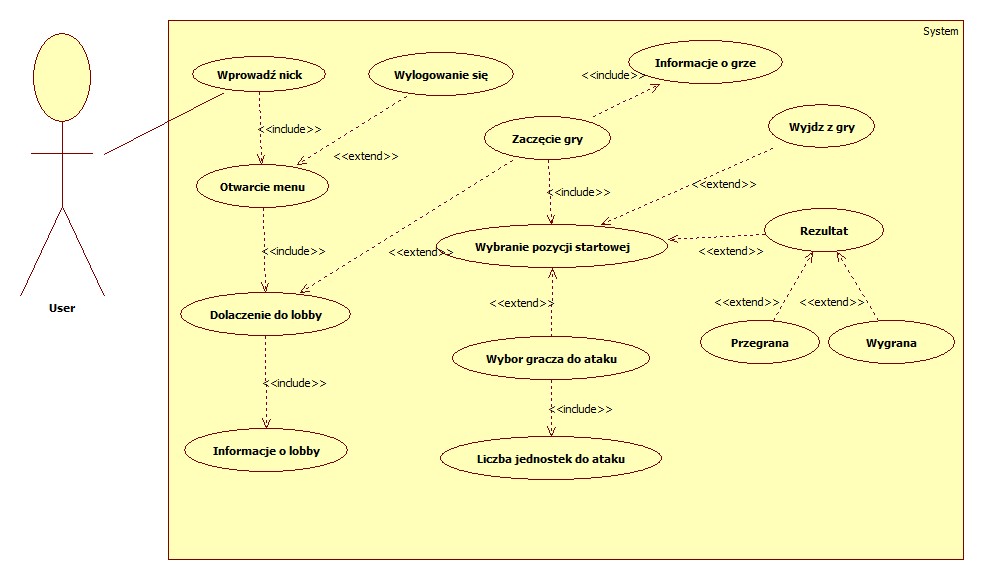 System
Wprowadź nick
Wylogowanie się
Informacje o grze
<<include>>
Zaczęcie gry
Wyjdz z gry
<<include>>
<<extend>>
Otwarcie menu
<<include>>
<<extend>>
Wybranie pozycji startowej
Rezultat
<<include>>
<<extend>>
<<extend>>
User
Dolaczenie do lobby
<<extend>>
<<extend>>
<<extend>>
Wybor gracza do ataku
Przegrana
Wygrana
<<include>>
<<include>>
Informacje o lobby
Liczba jednostek do ataku